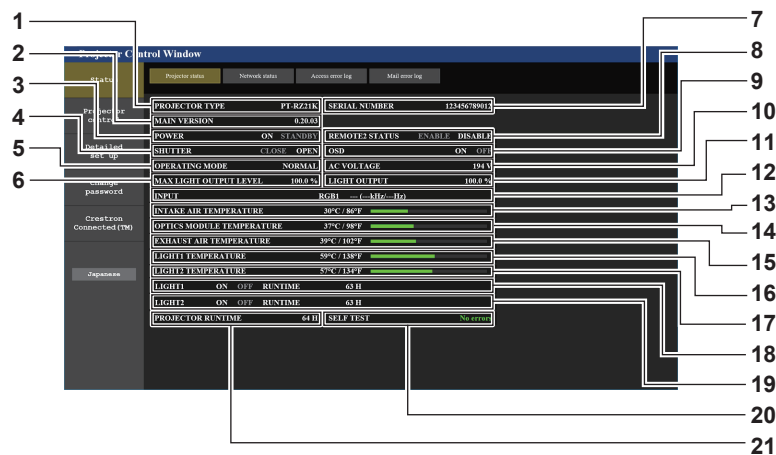 1
2
3
4
5
6
7
8
9
10
11
12
13
14
15
16
17
18
19
20
21
Projector Control Window
Status
Projector control
Detailed set up
Change password
Crestron Connected(TM)
Japanese
Projector status Network status Access error log Mail error log
PROJECTOR TYPE PT-RZ21K SERIAL NUMBER 123456789012
MAIN VERSION 0.20.03
POWER ON STANDBY REMOTE2 STATUS ENABLE DISABLE
SHUTTER CLOSE OPEN OSD ON OFF
OPERATING MODE NORMAL AC VOLTAGE 194 V
MAX LIGHT OUTPUT LEVEL 100.0 % LIGHT OUTPUT 100.0 %
INPUT RGB1 --- (---kHz/---Hz)
INTAKE AIR TEMPERATURE 30°C / 86°F
OPTICS MODULE TEMPERATURE 37°C / 98°F
EXHAUST AIR TEMPERATURE 39°C / 102°F
LIGHT1 TEMPERATURE 59°C / 138°F
LIGHT2 TEMPERATURE 57°C / 134°F
LIGHT1 ON OFF RUNTIME 63 H
LIGHT2 ON OFF RUNTIME 63 H
PROJECTOR RUNTIME 64 H SELF TEST No errors